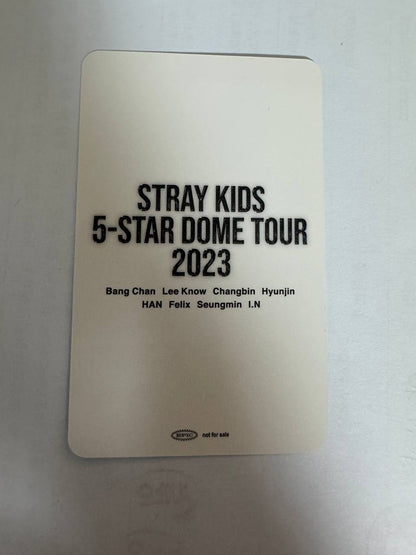 STRAY KIDS
5-STAR DOME TOUR
2023
Bang Chan Lee Know Changbin Hyunjin
HAN Felix Seungmin I.N
EPIC not for sale